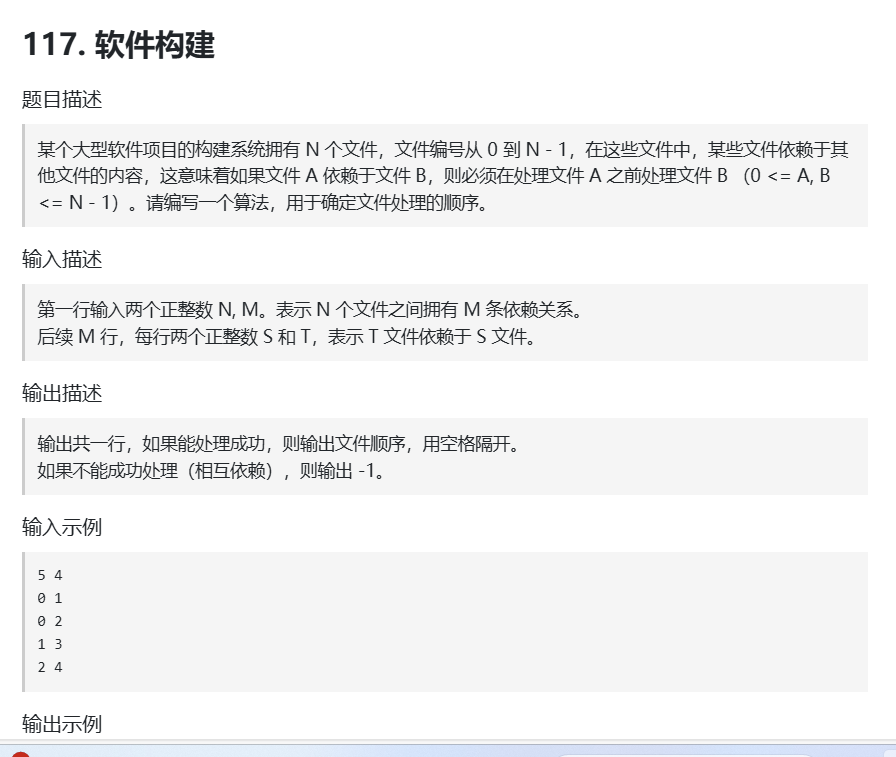 117. 软件构建
题目描述
某个大型软件项目的构建系统拥有 N 个文件，文件编号从 0 到 N - 1，在这些文件中，某些文件依赖于其
他文件的内容，这意味着如果文件 A 依赖于文件 B，则必须在处理文件 A 之前处理文件 B （0 <= A, B
<= N - 1）。请编写一个算法，用于确定文件处理的顺序。
输入描述
第一行输入两个正整数 N, M。表示 N 个文件之间拥有 M 条依赖关系。
后续 M 行，每行两个正整数 S 和 T，表示 T 文件依赖于 S 文件。
输出描述
输出共一行，如果能处理成功，则输出文件顺序，用空格隔开。
如果不能成功处理（相互依赖），则输出 -1。
输入示例
5 4
0 1
0 2
1 3
2 4
输出示例